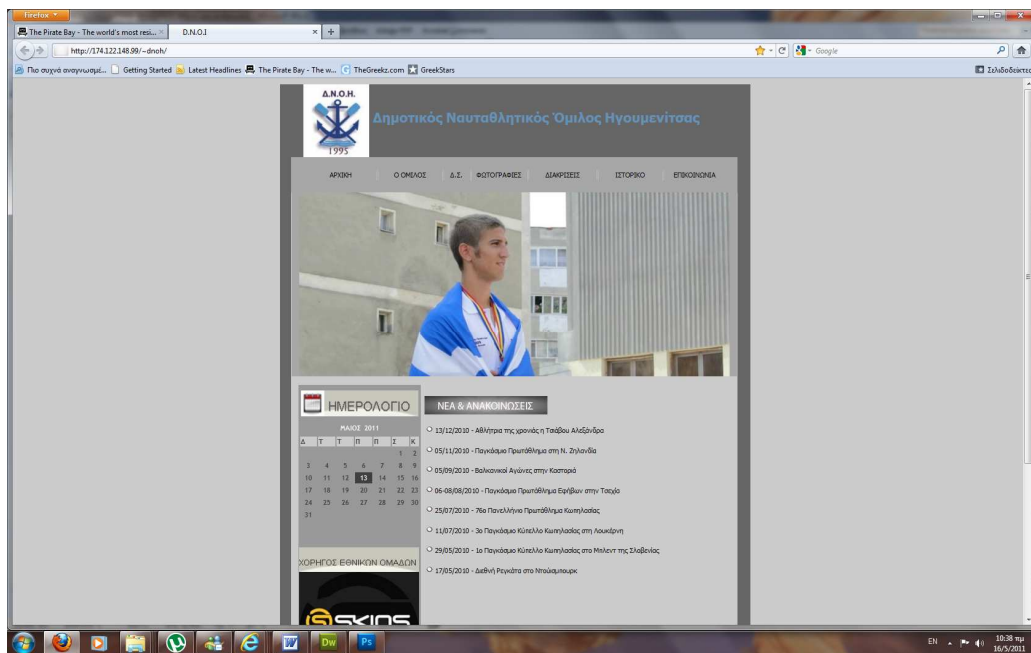 Firefox
The Pirate Bay - The world's most resi...
D.N.O.I
http://174.122.148.99/~dnoh/
Google
Πιο συχνά αναγνωσμέ...
Getting Started
Latest Headlines
The Pirate Bay - The w...
TheGreekz.com
GreekStars
Σελιδοδείκτες
Δ.Ν.Ο.Η.
1995
Δημοτικός Ναυταθλητικός Όμιλος Ηγουμενίτσας
ΑΡΧΙΚΗ
Ο ΟΜΙΛΟΣ
Δ.Σ.
ΦΩΤΟΓΡΑΦΙΕΣ
ΔΙΑΚΡΙΣΕΙΣ
ΙΣΤΟΡΙΚΟ
ΕΠΙΚΟΙΝΩΝΙΑ
ΗΜΕΡΟΛΟΓΙΟ
ΜΑΙΟΣ 2011
Δ Τ Τ Π Π Σ Κ
1 2
3 4 5 6 7 8 9
10 11 12 13 14 15 16
17 18 19 20 21 22 23
24 25 26 27 28 29 30
31
ΧΟΡΗΓΟΣ ΕΘΝΙΚΩΝ ΟΜΑΔΩΝ
SKINS
ΝΕΑ & ΑΝΑΚΟΙΝΩΣΕΙΣ
13/12/2010 - Αθλήτρια της χρονιάς η Τσιάβου Αλεξάνδρα
05/11/2010 - Παγκόσμιο Πρωτάθλημα στη Ν. Ζηλανδία
05/09/2010 - Βαλκανικοί Αγώνες στην Καστοριά
06-08/08/2010 - Παγκόσμιο Πρωτάθλημα Εφήβων στην Τσεχία
25/07/2010 - 76ο Πανελλήνιο Πρωτάθλημα Κωπηλασίας
11/07/2010 - 3ο Παγκόσμιο Κύπελλο Κωπηλασίας στη Λουκέρνη
29/05/2010 - 1ο Παγκόσμιο Κύπελλο Κωπηλασίας στο Μπλεντ της Σλοβενίας
17/05/2010 - Διεθνή Ρεγκάτα στο Ντούισμπουρκ
W
Dw
Ps
EN
10:38 πμ
16/5/2011